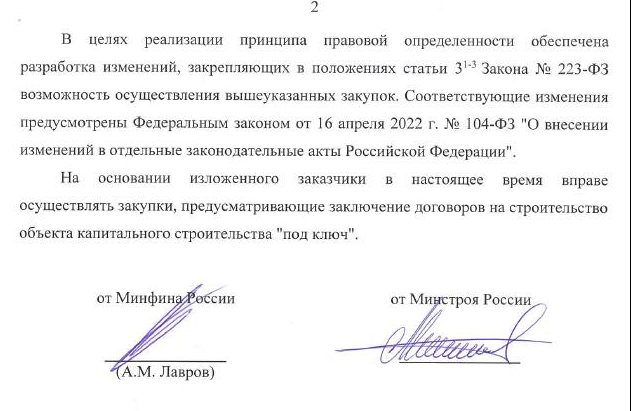 2
В целях реализации принципа правовой определенности обеспечена
разработка изменений, закрепляющих в положениях статьи 3¹⁻³ Закона № 223-ФЗ
возможность осуществления вышеуказанных закупок. Соответствующие изменения
предусмотрены Федеральным законом от 16 апреля 2022 г. № 104-ФЗ "О внесении
изменений в отдельные законодательные акты Российской Федерации".
На основании изложенного заказчики в настоящее время вправе
осуществлять закупки, предусматривающие заключение договоров на строительство
объекта капитального строительства "под ключ".
от Минфина России
от Минстроя России
(А.М. Лавров)